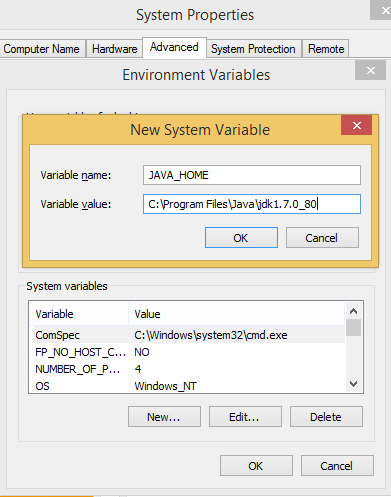 System Properties
Computer Name Hardware Advanced System Protection Remote
Environment Variables
New System Variable
Variable name: JAVA_HOME
Variable value: C:\Program Files\Java\jdk1.7.0_80
OK Cancel
System variables
Variable Value
ComSpec C:\Windows\system32\cmd.exe
FP_NO_HOST_C... NO
NUMBER_OF_P... 4
OS Windows_NT
New... Edit... Delete
OK Cancel